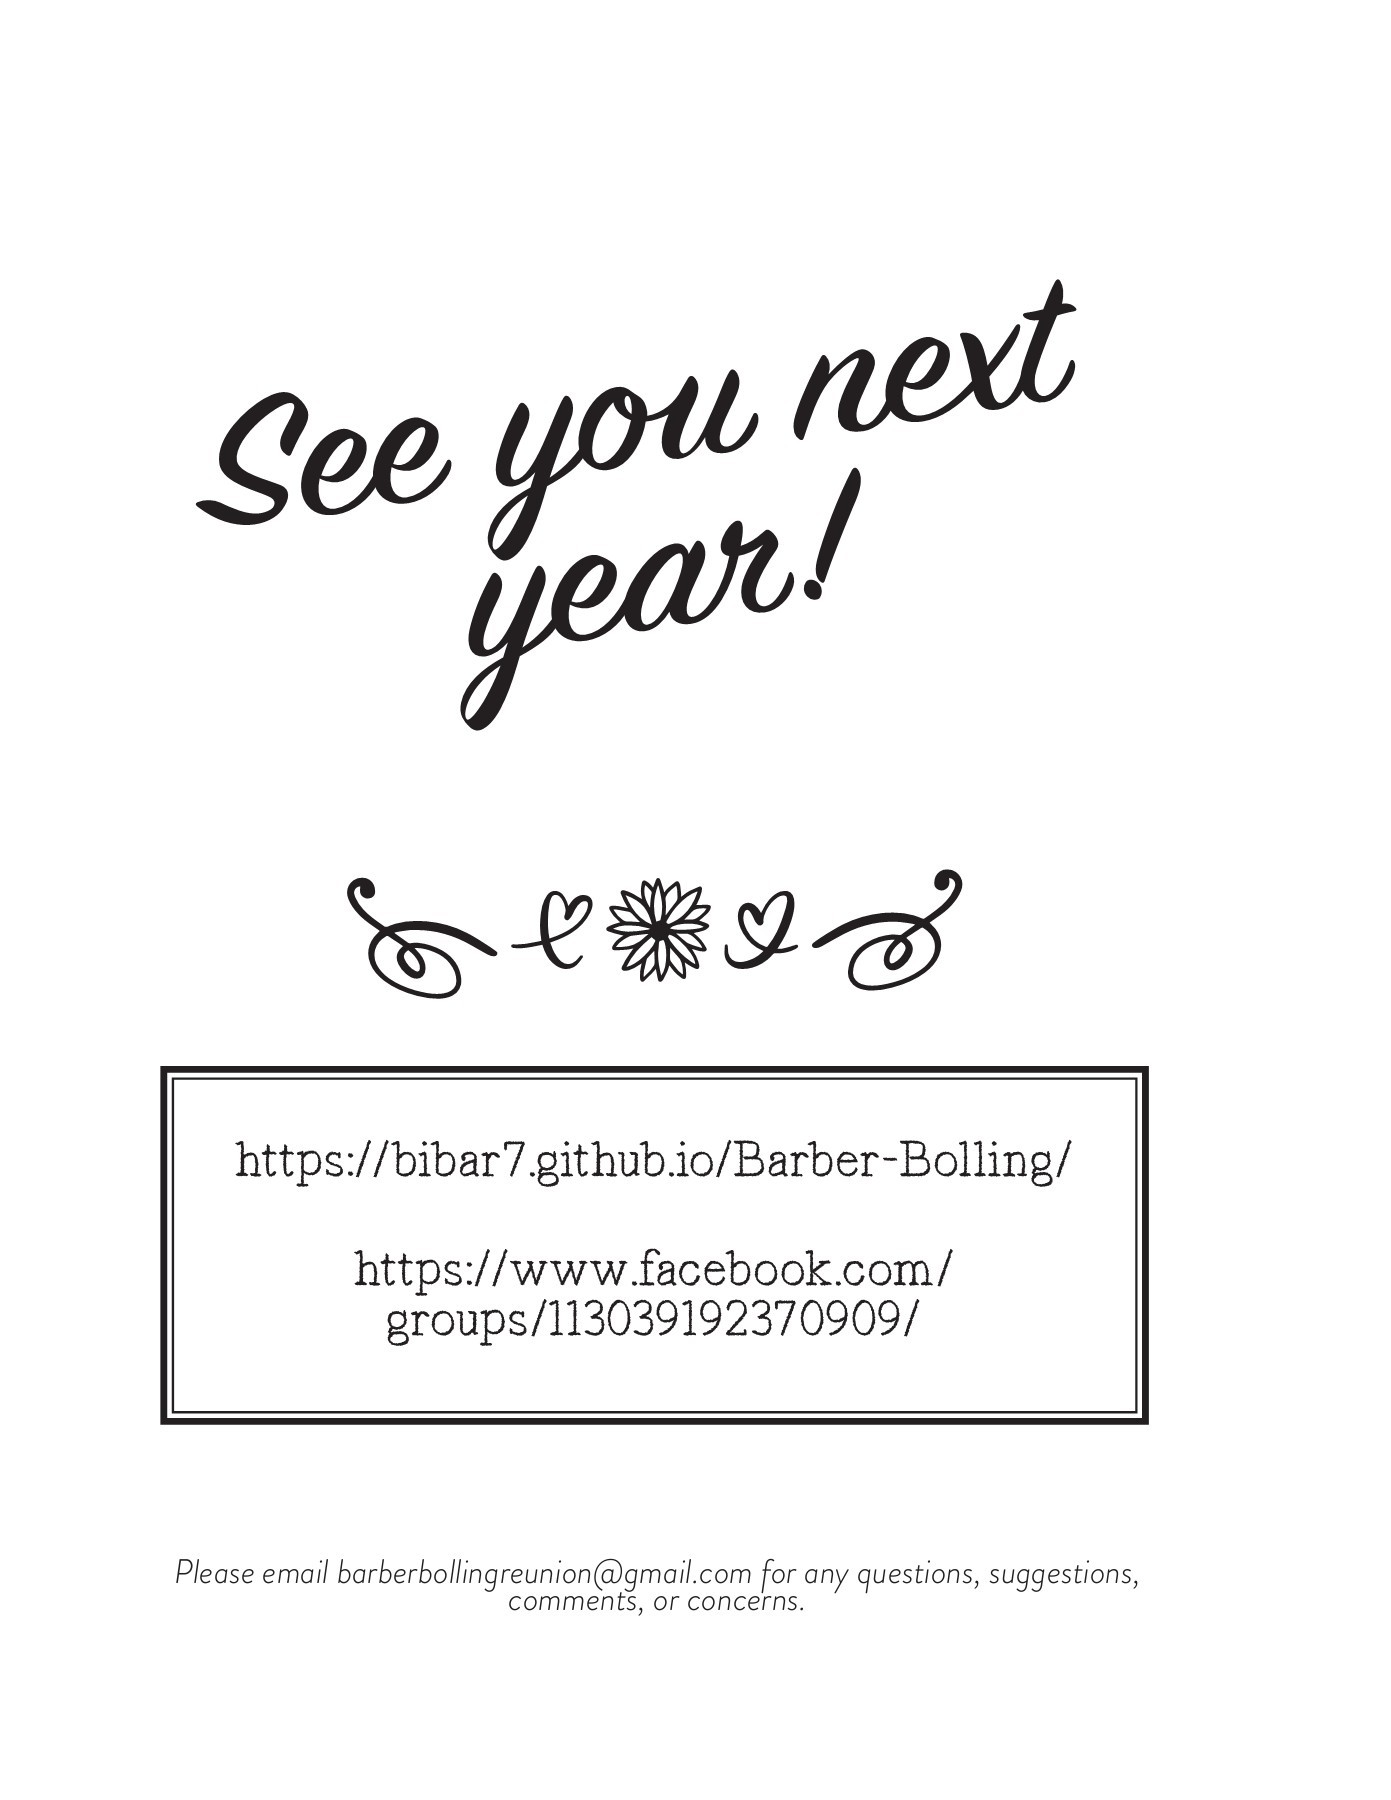 See you next
year!
https://bibar7.github.io/Barber-Bolling/
https://www.facebook.com/
groups/113039192370909/
Please email barberbollingreunion@gmail.com for any questions, suggestions,
comments, or concerns.